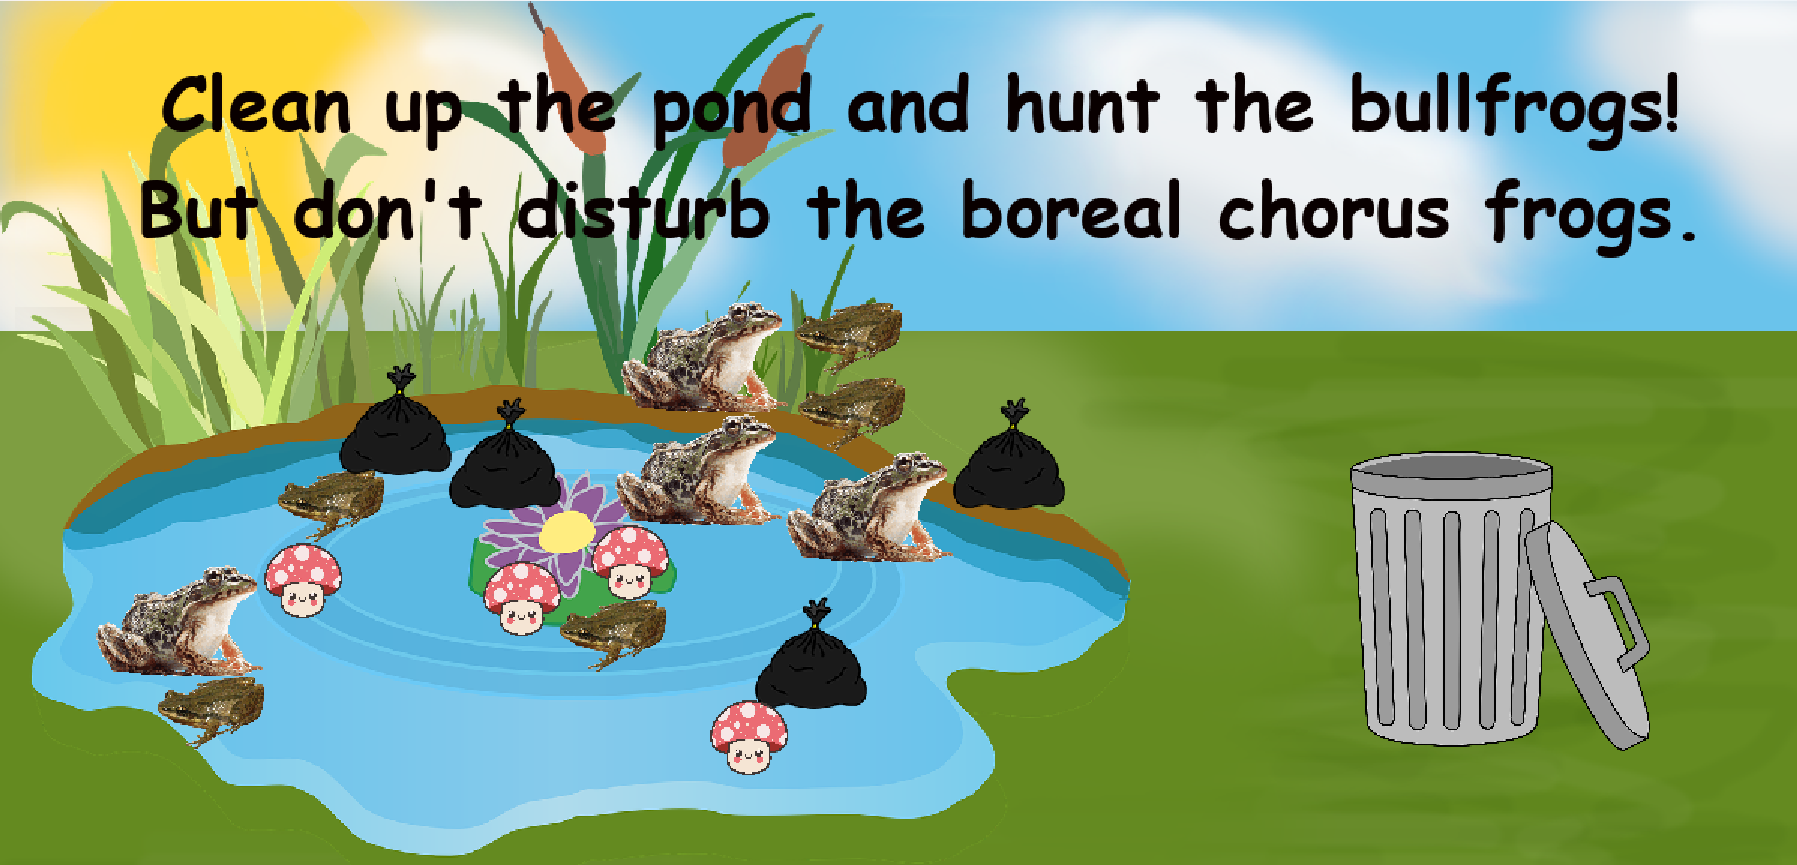 Clean up the pond and hunt the bullfrogs!
But don't disturb the boreal chorus frogs.